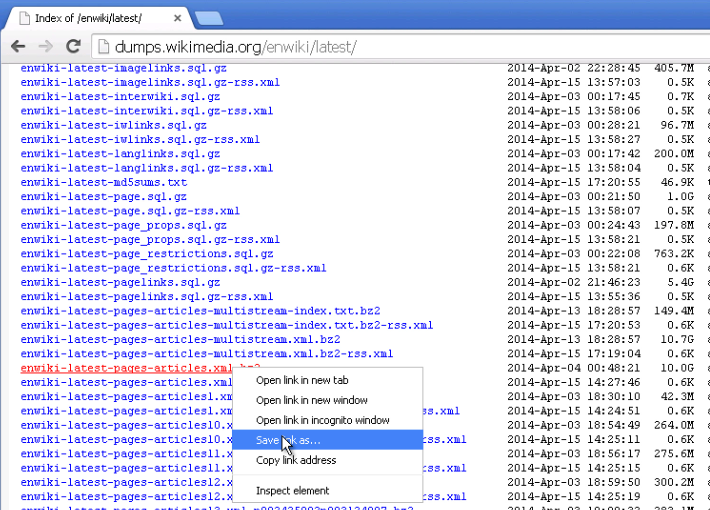 Index of /enwiki/latest/
dumps.wikimedia.org/enwiki/latest/
enwiki-latest-imagelinks.sql.gz 2014-Apr-02 22:28:45 405.7M
enwiki-latest-imagelinks.sql.gz-rss.xml 2014-Apr-15 13:57:03 0.5K
enwiki-latest-interwiki.sql.gz 2014-Apr-03 00:17:45 0.7K
enwiki-latest-interwiki.sql.gz-rss.xml 2014-Apr-15 13:58:06 0.5K
enwiki-latest-iwlinks.sql.gz 2014-Apr-03 00:28:21 96.7M
enwiki-latest-iwlinks.sql.gz-rss.xml 2014-Apr-15 13:58:27 0.5K
enwiki-latest-langlinks.sql.gz 2014-Apr-03 00:17:42 200.0M
enwiki-latest-langlinks.sql.gz-rss.xml 2014-Apr-15 13:58:04 0.5K
enwiki-latest-md5sums.txt 2014-Apr-15 17:20:55 46.9K
enwiki-latest-page.sql.gz 2014-Apr-03 00:21:50 1.0G
enwiki-latest-page.sql.gz-rss.xml 2014-Apr-15 13:58:07 0.5K
enwiki-latest-page_props.sql.gz 2014-Apr-03 00:24:43 197.8M
enwiki-latest-page_props.sql.gz-rss.xml 2014-Apr-15 13:58:21 0.5K
enwiki-latest-page_restrictions.sql.gz 2014-Apr-03 00:22:08 763.2K
enwiki-latest-page_restrictions.sql.gz-rss.xml 2014-Apr-15 13:58:21 0.6K
enwiki-latest-pagelinks.sql.gz 2014-Apr-02 21:46:23 5.4G
enwiki-latest-pagelinks.sql.gz-rss.xml 2014-Apr-15 13:55:36 0.5K
enwiki-latest-pages-articles-multistream-index.txt.bz2 2014-Apr-13 18:28:57 149.4M
enwiki-latest-pages-articles-multistream-index.txt.bz2-rss.xml 2014-Apr-15 17:20:53 0.6K
enwiki-latest-pages-articles-multistream.xml.bz2 2014-Apr-13 18:28:57 10.7G
enwiki-latest-pages-articles-multistream.xml.bz2-rss.xml 2014-Apr-15 17:19:04 0.6K
enwiki-latest-pages-articles.xml.bz2 2014-Apr-04 00:48:21 10.0G
enwiki-latest-pages-articles.xml 2014-Apr-15 14:27:46 0.6K
enwiki-latest-pages-articles1.x 2014-Apr-13 18:30:10 42.3M
enwiki-latest-pages-articles1.x ss.xml 2014-Apr-15 14:24:51 0.6K
enwiki-latest-pages-articles10. 2014-Apr-13 18:54:49 264.0M
enwiki-latest-pages-articles10. rss.xml 2014-Apr-15 14:25:11 0.6K
enwiki-latest-pages-articles11. 2014-Apr-13 18:56:17 275.6M
enwiki-latest-pages-articles11. rss.xml 2014-Apr-15 14:25:11 0.6K
enwiki-latest-pages-articles12. 2014-Apr-13 18:59:50 300.2M
enwiki-latest-pages-articles12. rss.xml 2014-Apr-15 14:25:19 0.6K
Open link in new tab
Open link in new window
Open link in incognito window
Save as...
Copy link address
Inspect element